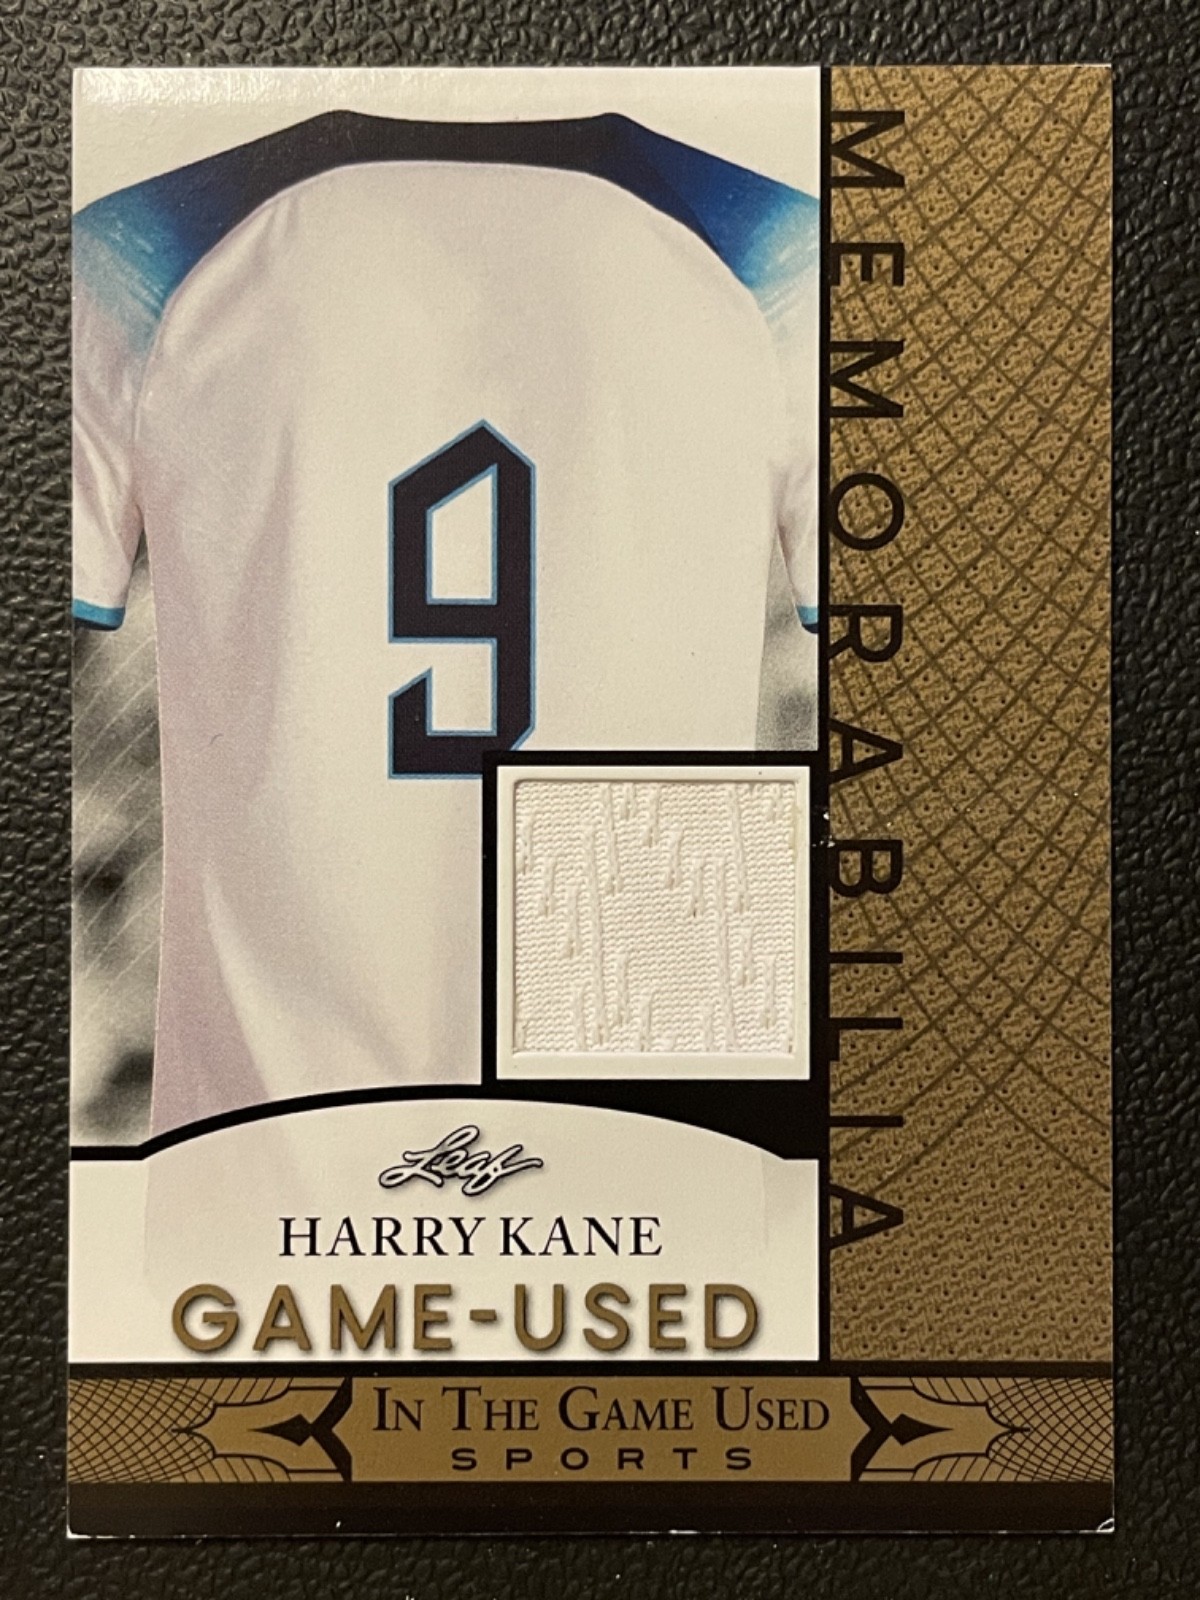 9
MEMORABILIA
Leaf
HARRY KANE
GAME-USED
IN THE GAME USED
SPORTS